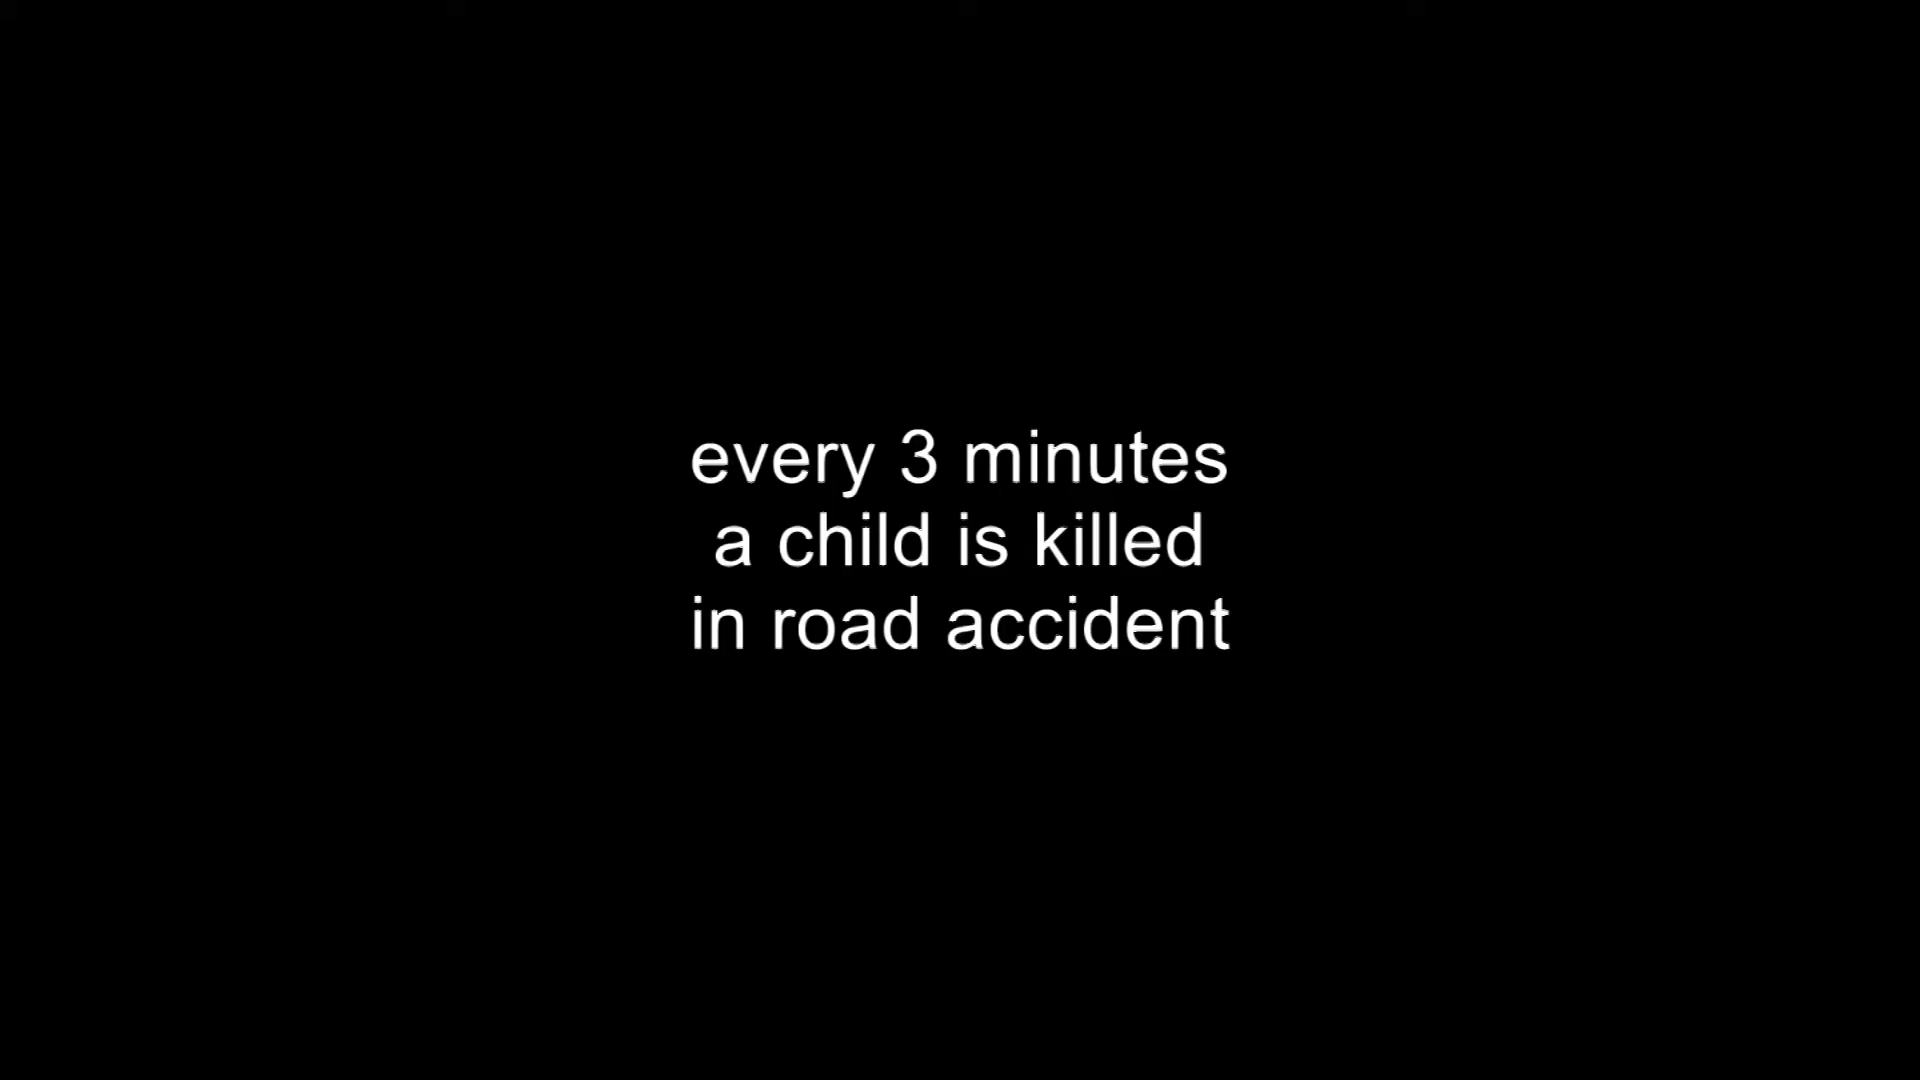 every 3 minutes
a child is killed
in road accident